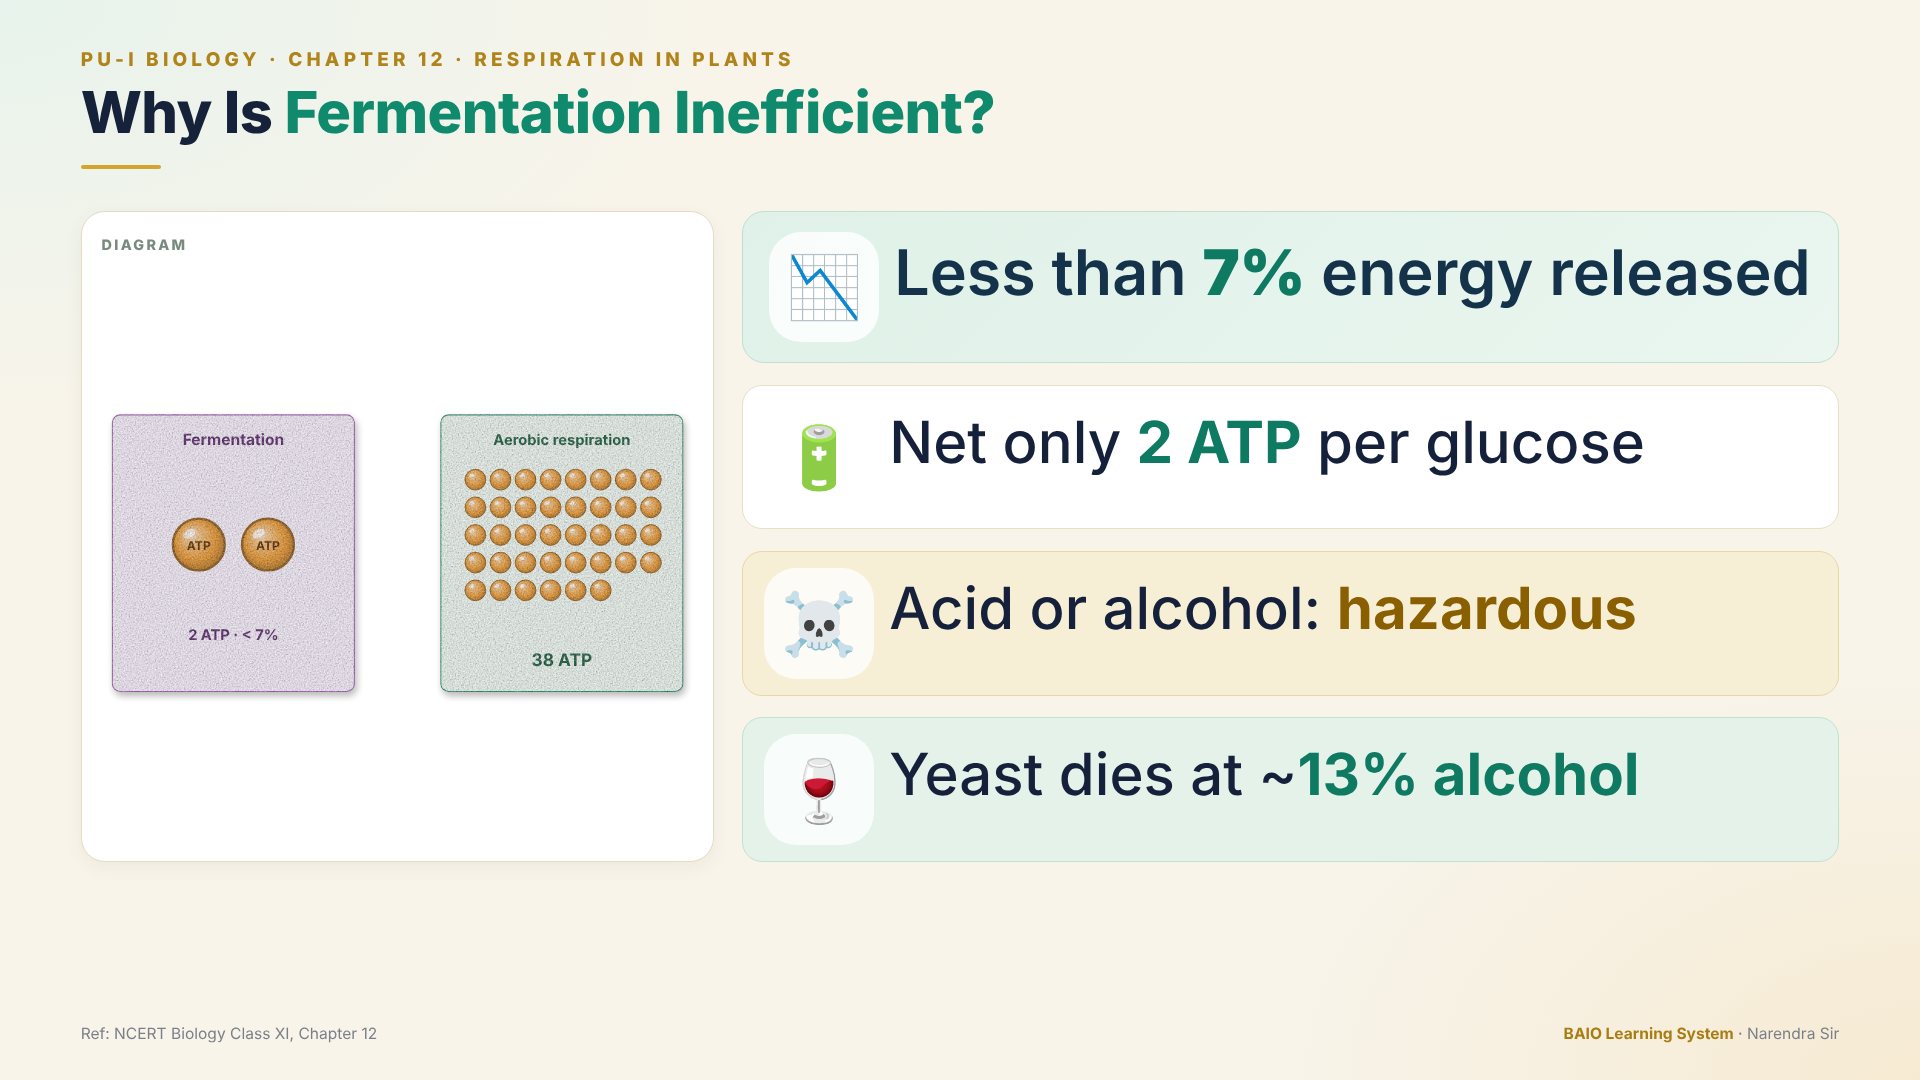 PU-I BIOLOGY · CHAPTER 12 · RESPIRATION IN PLANTS
Why Is Fermentation Inefficient?
DIAGRAM
Fermentation
ATP ATP
2 ATP · < 7%
Aerobic respiration
38 ATP
Less than 7% energy released
Net only 2 ATP per glucose
Acid or alcohol: hazardous
Yeast dies at ~13% alcohol
Ref: NCERT Biology Class XI, Chapter 12
BAIO Learning System · Narendra Sir